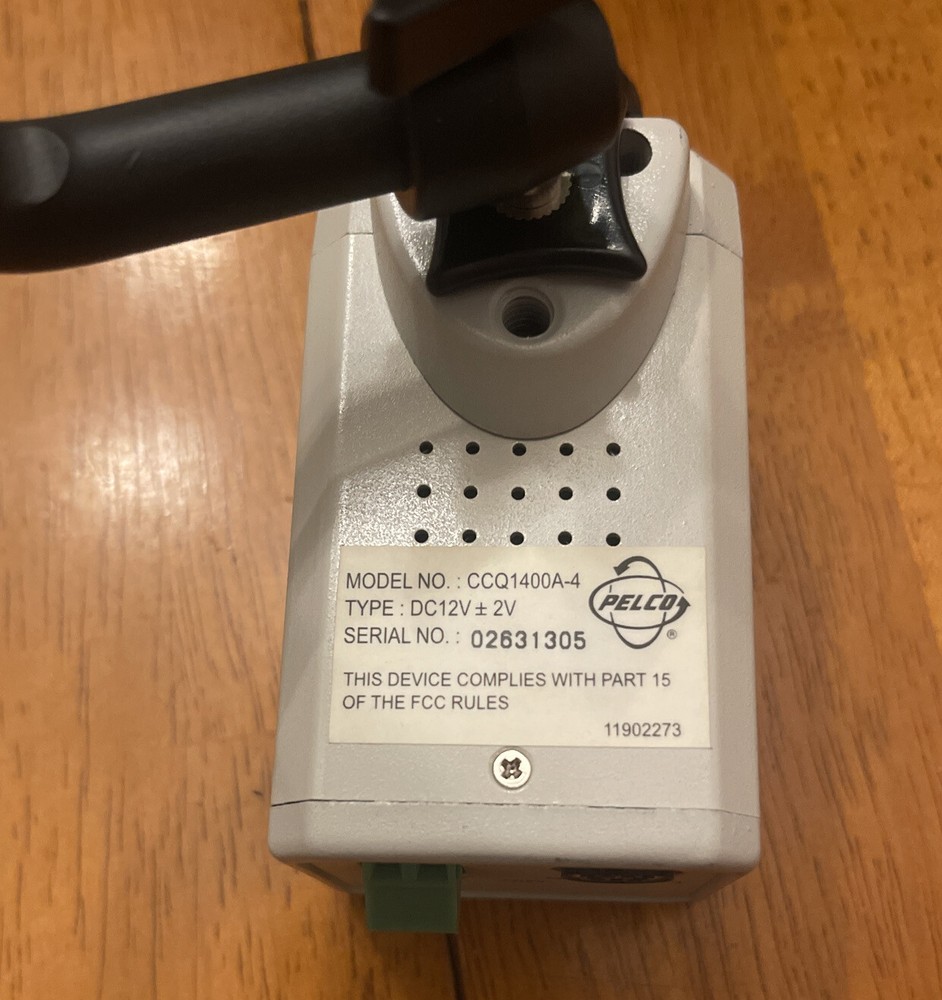 MODEL NO. : CCQ1400A-4
TYPE : DC12V ± 2V
SERIAL NO. : 02631305
PELCO®
THIS DEVICE COMPLIES WITH PART 15
OF THE FCC RULES
11902273